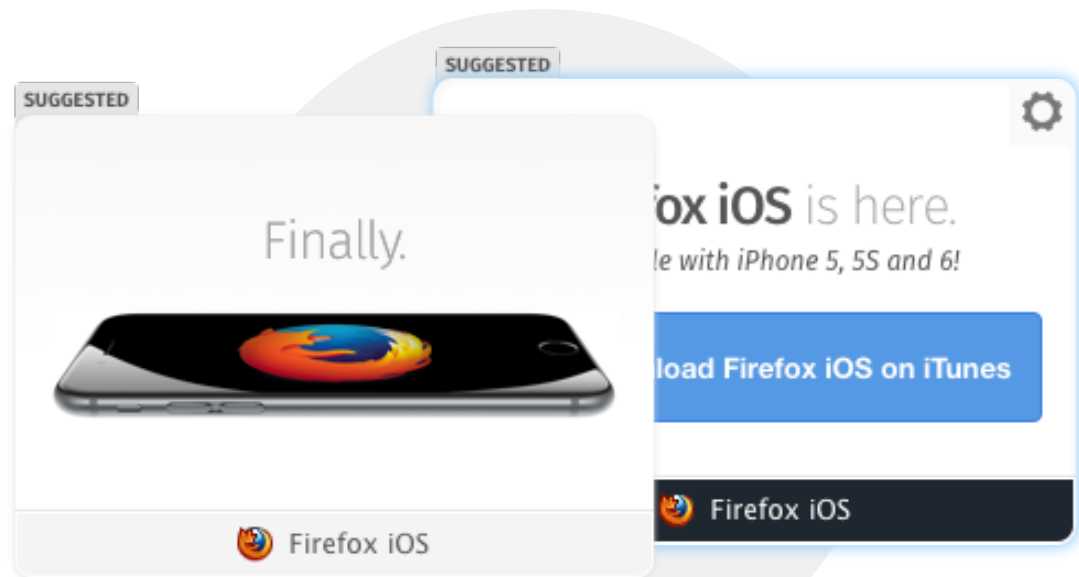 SUGGESTED
Finally.
Firefox iOS
SUGGESTED
fox iOS is here.
le with iPhone 5, 5S and 6!
load Firefox iOS on iTunes
Firefox iOS